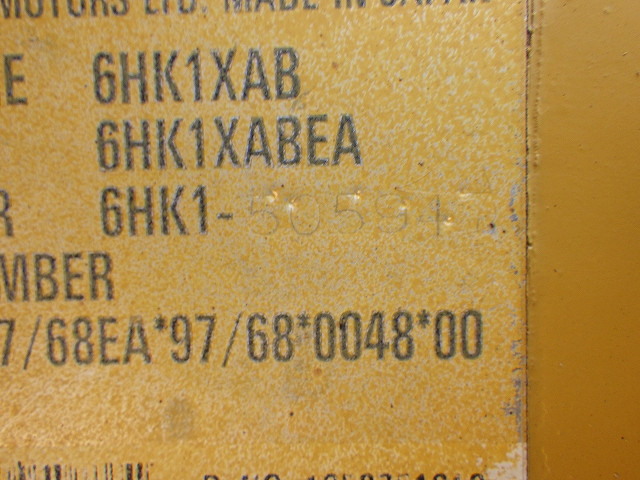 MOTORS LTD. MADE IN JAPAN
E 6HK1XAB
6HK1XABEA
R 6HK1-
MBER
7/68EA*97/68*0048*00